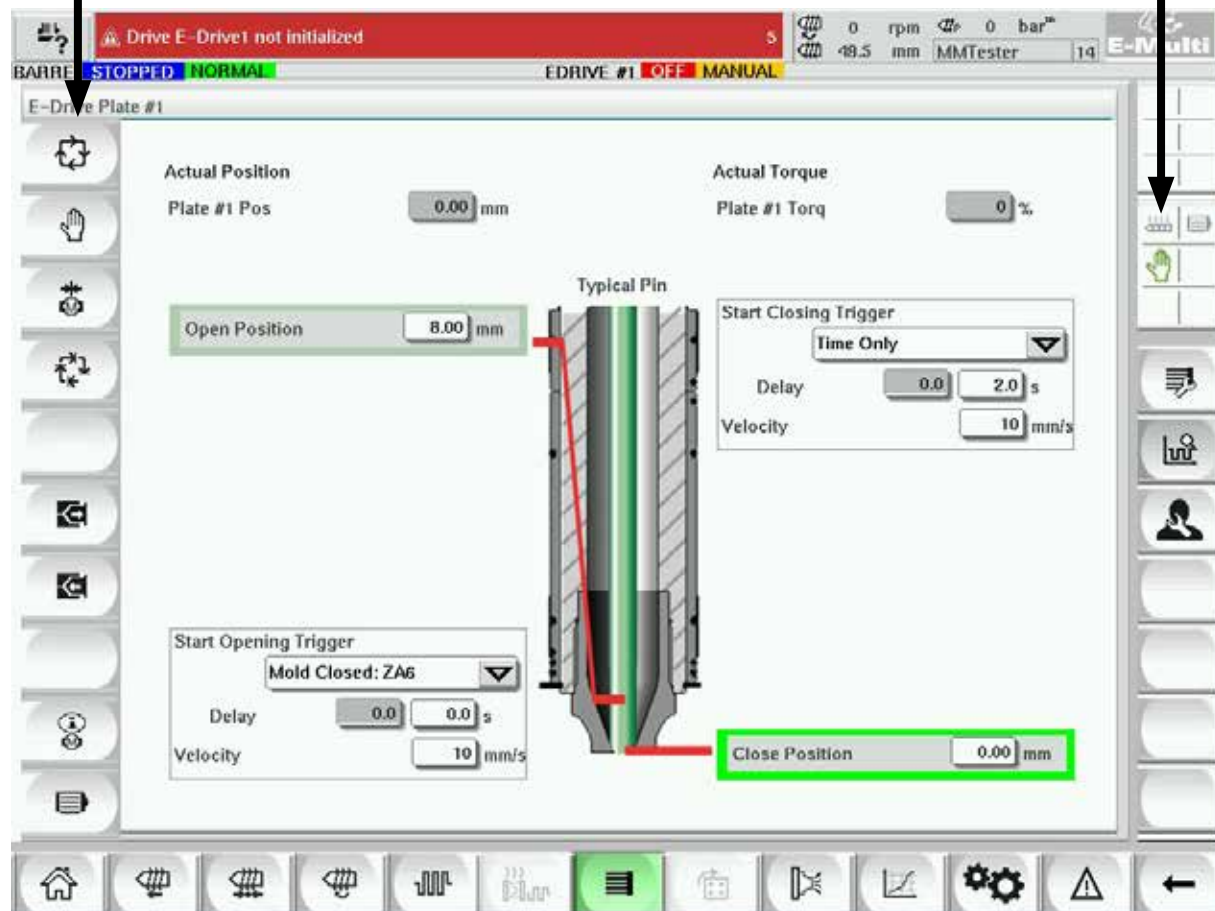 Drive E-Drive1 not initialized 5
0 rpm 0 bar
48.5 mm MMTester 14
E-Multi
BARRE STOPPED NORMAL EDRIVE #1 OFF MANUAL
E-Drive Plate #1
Actual Position
Plate #1 Pos 0.00 mm
Actual Torque
Plate #1 Torq 0 %
Typical Pin
Open Position 8.00 mm
Start Closing Trigger
Time Only
Delay 0.0 2.0 s
Velocity 10 mm/s
Start Opening Trigger
Mold Closed: ZA6
Delay 0.0 0.0 s
Velocity 10 mm/s
Close Position 0.00 mm